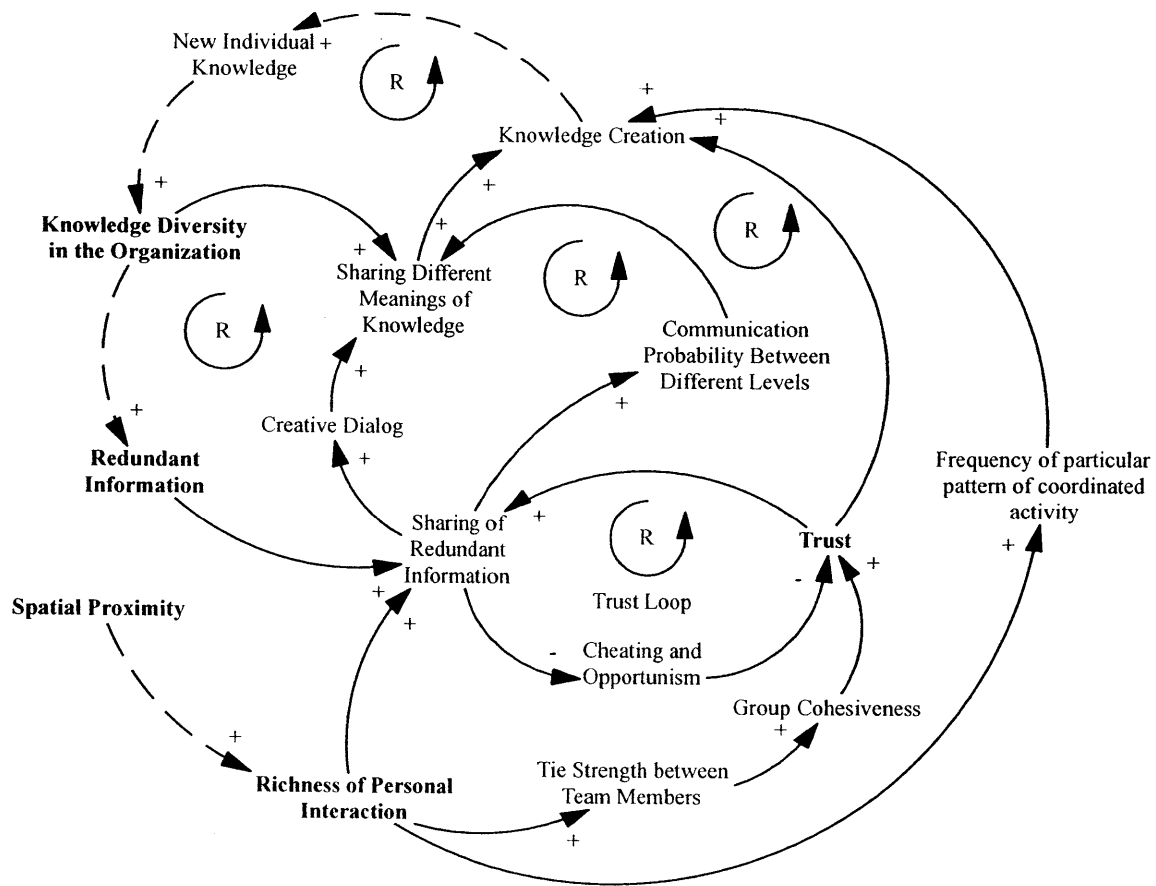 New Individual +
Knowledge
R
+
+
Knowledge Creation
+
+
Knowledge Diversity
in the Organization
+
+
R
+
Sharing Different
Meanings of
Knowledge
R
R
Communication
Probability Between
Different Levels
+
+
+
Creative Dialog
+
Redundant
Information
Frequency of particular
pattern of coordinated
activity
+
Sharing of
Redundant
Information
+
R
Trust
+
-
+
+
Trust Loop
Spatial Proximity
-
Cheating and
Opportunism
Group Cohesiveness
+
+
Richness of Personal
Interaction
Tie Strength between
Team Members
+